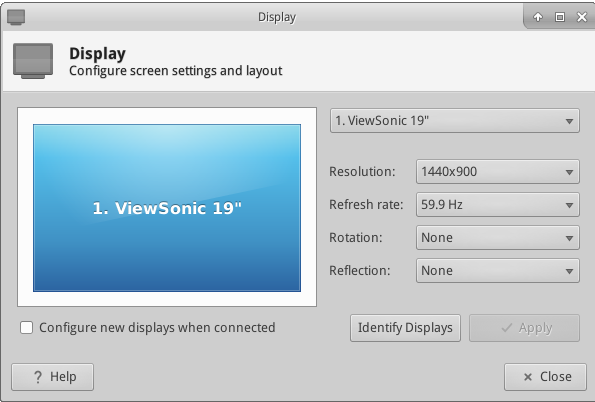 Display
Display
Configure screen settings and layout
1. ViewSonic 19"
1. ViewSonic 19"
Resolution: 1440x900
Refresh rate: 59.9 Hz
Rotation: None
Reflection: None
Configure new displays when connected
Identify Displays
Apply
Help
Close